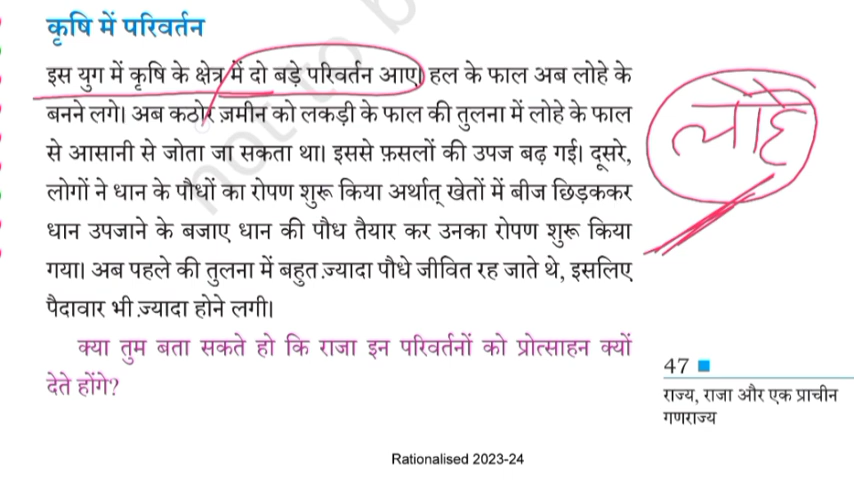 कृषि में परिवर्तन
इस युग में कृषि के क्षेत्र में दो बड़े परिवर्तन आए। हल के फाल अब लोहे के
बनने लगे। अब कठोर ज़मीन को लकड़ी के फाल की तुलना में लोहे के फाल
से आसानी से जोता जा सकता था। इससे फ़सलों की उपज बढ़ गई। दूसरे,
लोगों ने धान के पौधों का रोपण शुरू किया अर्थात् खेतों में बीज छिड़ककर
धान उपजाने के बजाए धान की पौध तैयार कर उनका रोपण शुरू किया
गया। अब पहले की तुलना में बहुत ज़्यादा पौधे जीवित रह जाते थे, इसलिए
पैदावार भी ज़्यादा होने लगी।
क्या तुम बता सकते हो कि राजा इन परिवर्तनों को प्रोत्साहन क्यों
देते होंगे?
लोहे
47
राज्य, राजा और एक प्राचीन
गणराज्य
not to b
Rationalised 2023-24